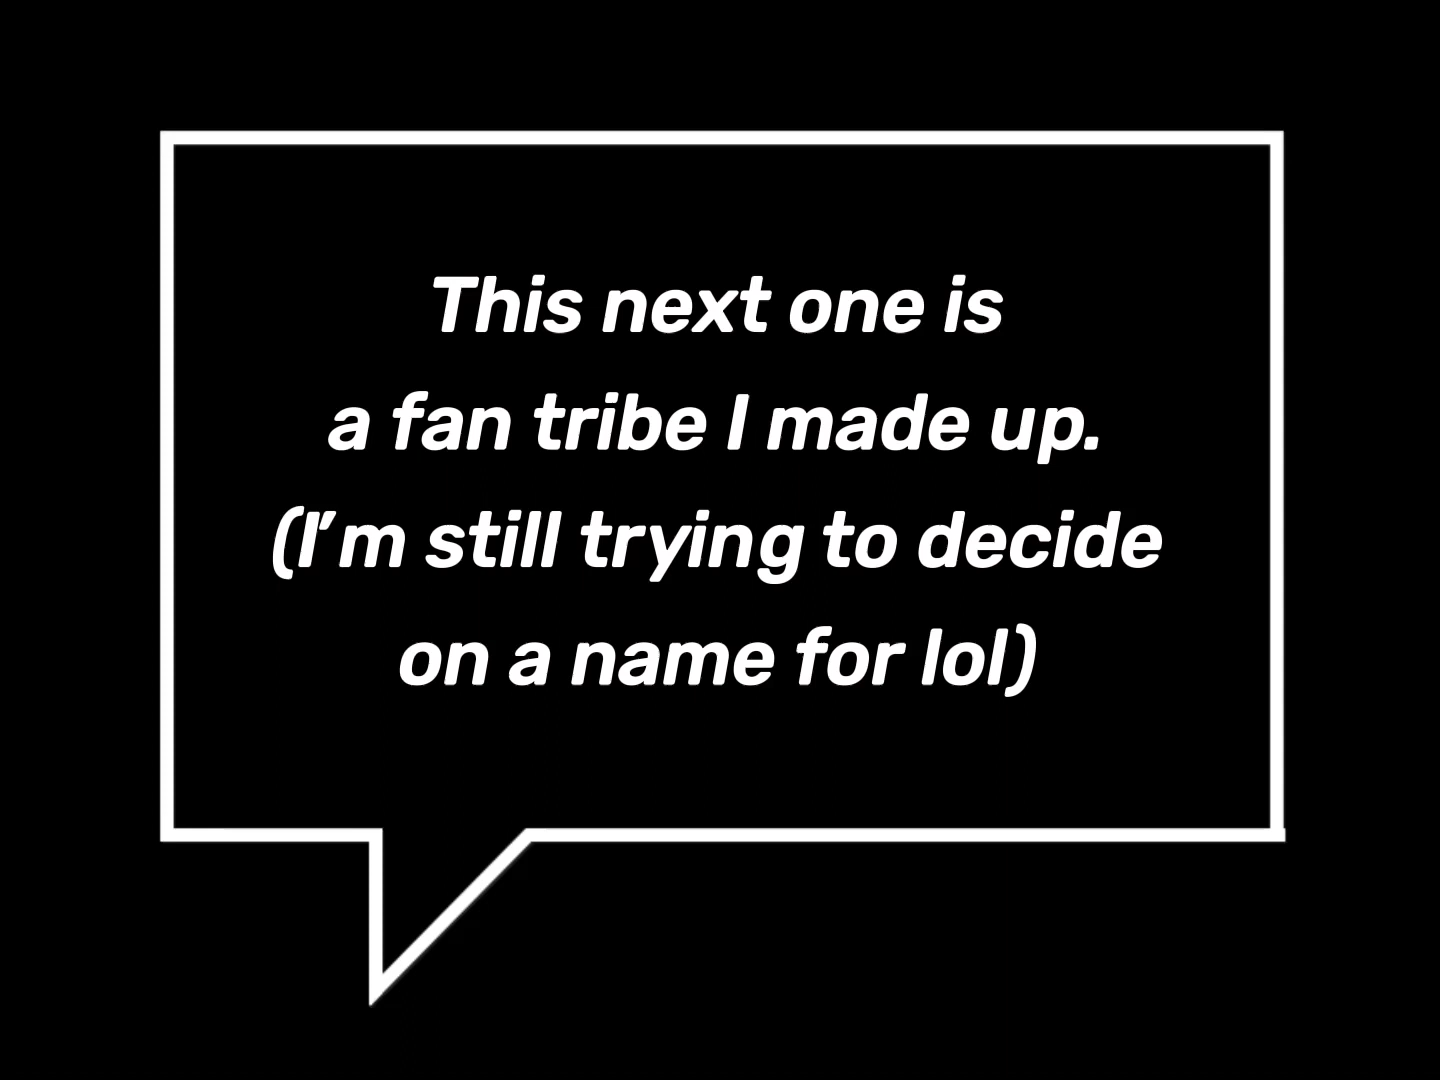 This next one is
a fan tribe I made up.
(I'm still trying to decide
on a name for lol)